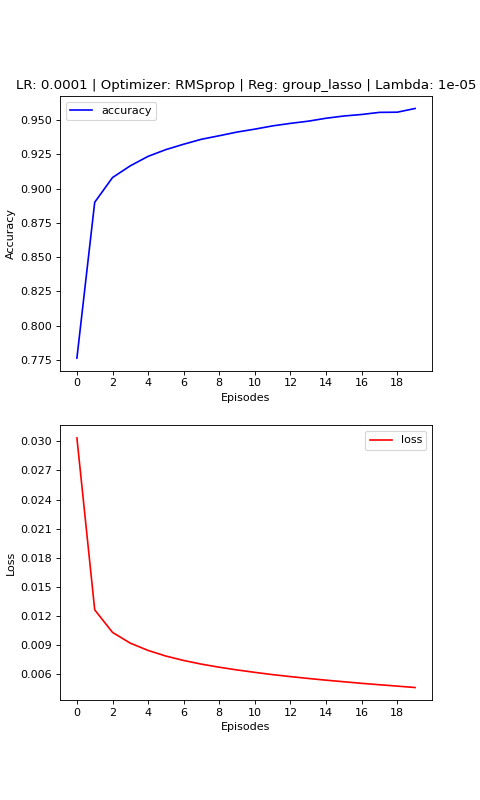 LR: 0.0001 | Optimizer: RMSprop | Reg: group_lasso | Lambda: 1e-05
accuracy
0.950
0.925
0.900
0.875
0.850
0.825
0.800
0.775
Accuracy
0 2 4 6 8 10 12 14 16 18
Episodes
loss
0.030
0.027
0.024
0.021
0.018
0.015
0.012
0.009
0.006
Loss
0 2 4 6 8 10 12 14 16 18
Episodes